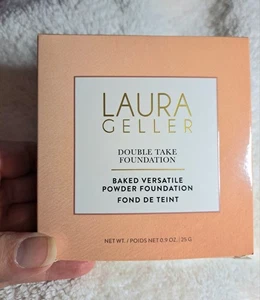 LAURA
GELLER
DOUBLE TAKE
FOUNDATION
BAKED VERSATILE
POWDER FOUNDATION
FOND DE TEINT
NET WT. / POIDS NET 0.9 OZ. / 25 G